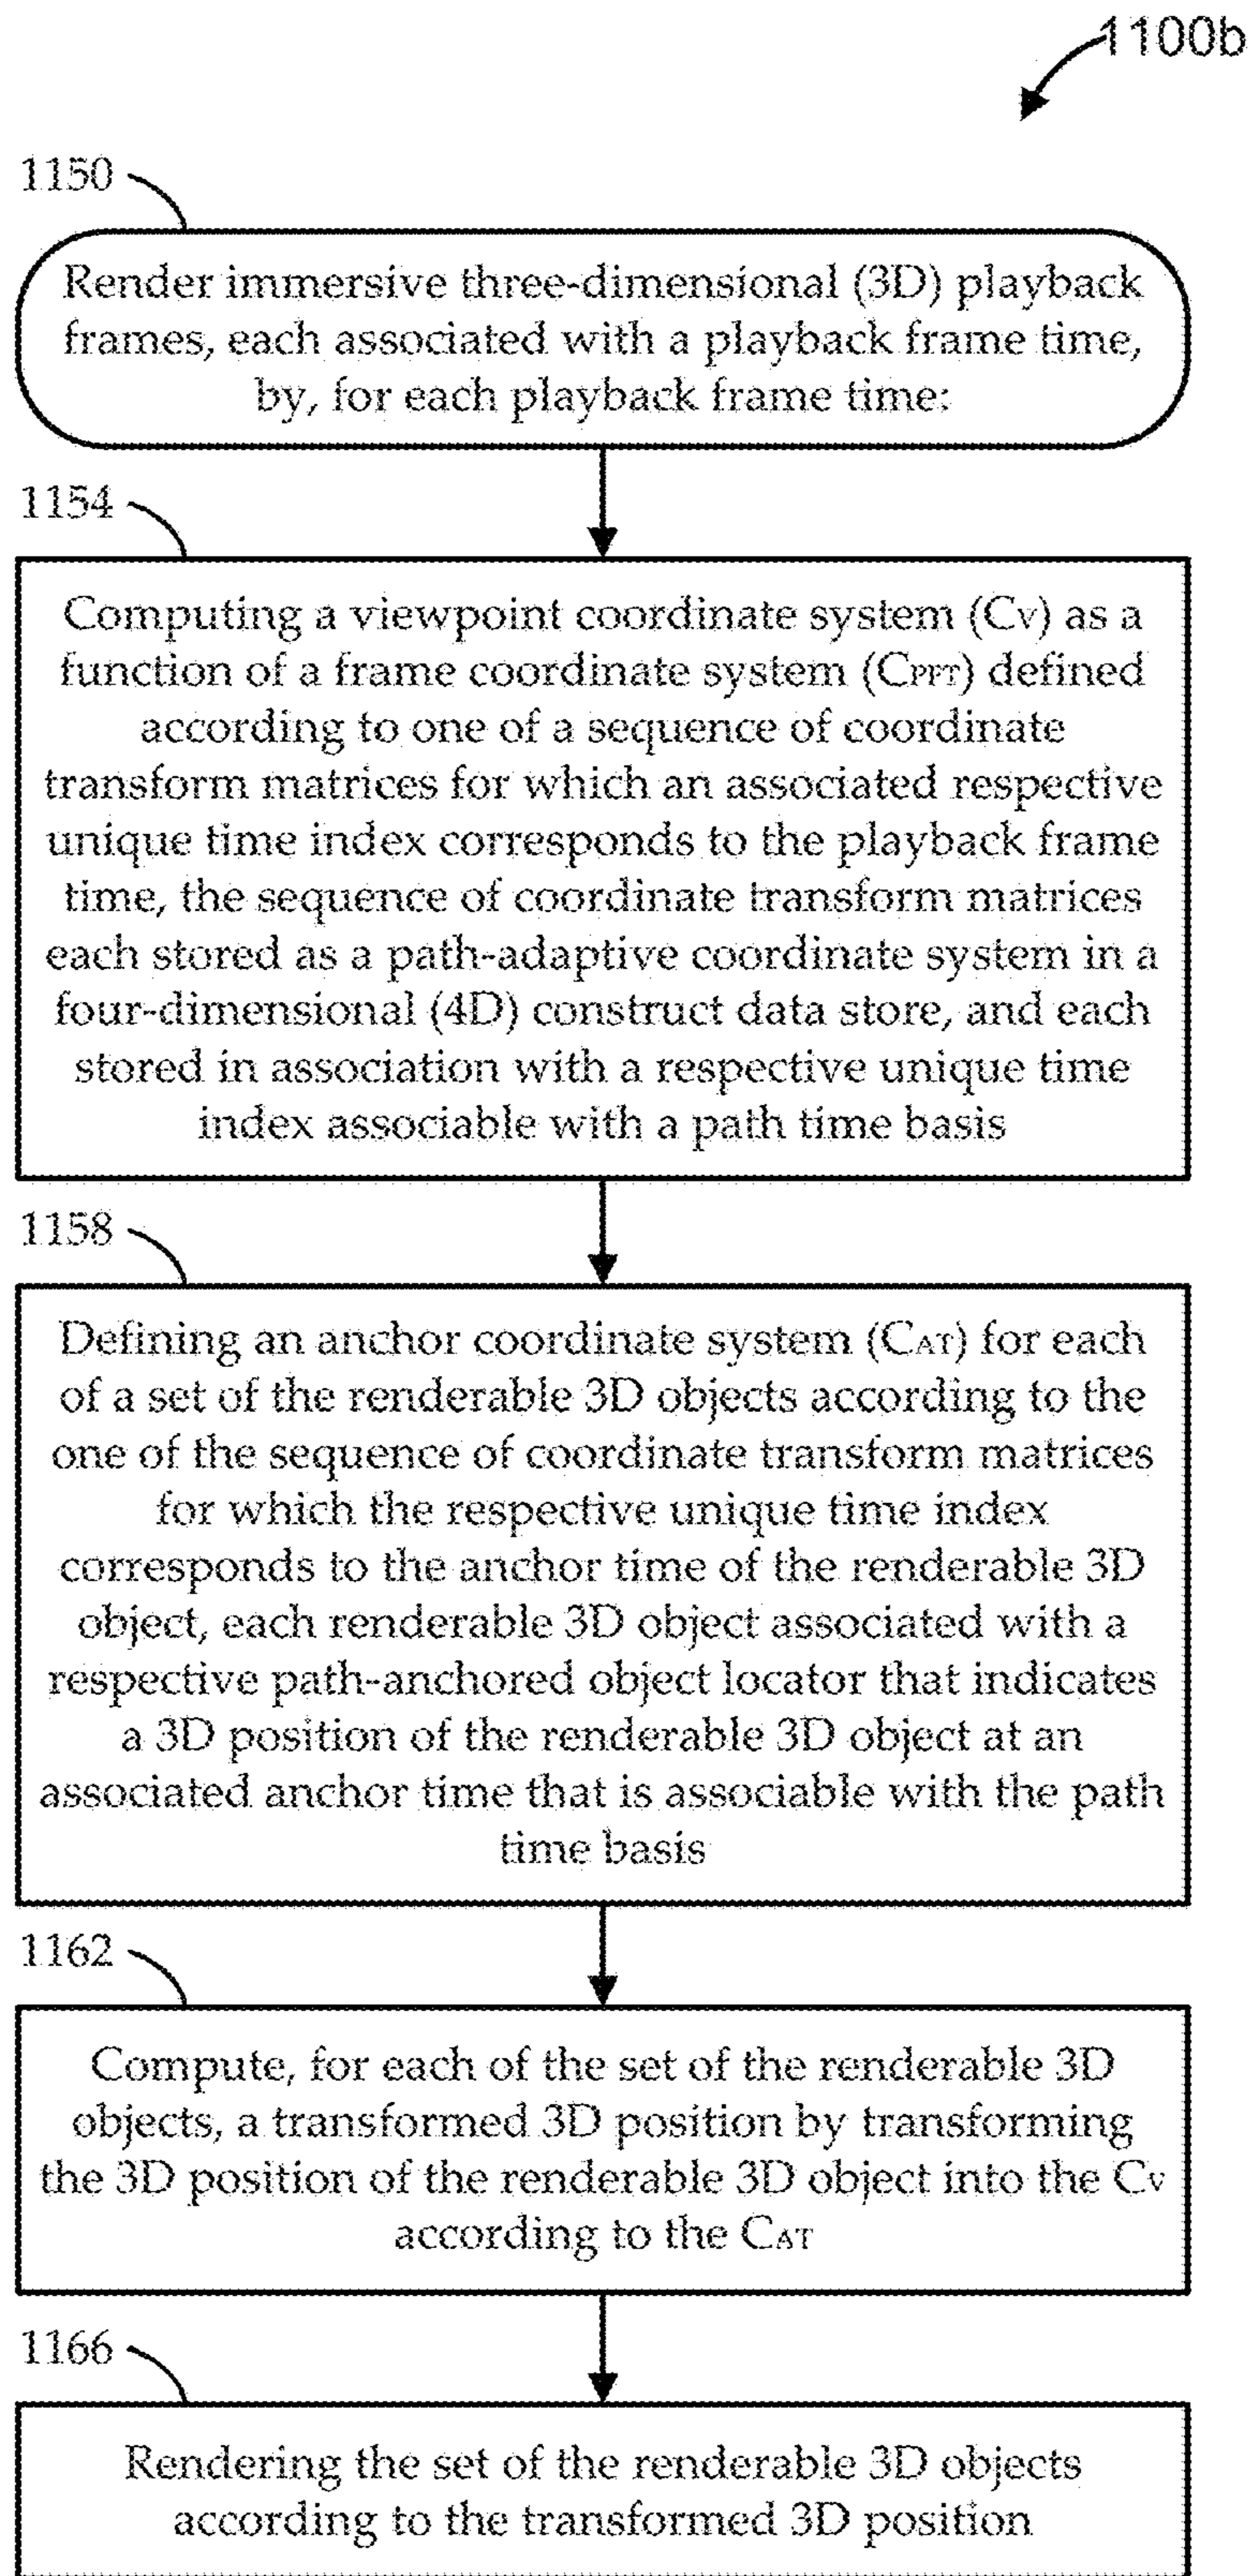 1100b
1150
Render immersive three-dimensional (3D) playback
frames, each associated with a playback frame time,
by, for each playback frame time:
1154
Computing a viewpoint coordinate system (CV) as a
function of a frame coordinate system (CPFT) defined
according to one of a sequence of coordinate
transform matrices for which an associated respective
unique time index corresponds to the playback frame
time, the sequence of coordinate transform matrices
each stored as a path-adaptive coordinate system in a
four-dimensional (4D) construct data store, and each
stored in association with a respective unique time
index associable with a path time basis
1158
Defining an anchor coordinate system (CAT) for each
of a set of the renderable 3D objects according to the
one of the sequence of coordinate transform matrices
for which the respective unique time index
corresponds to the anchor time of the renderable 3D
object, each renderable 3D object associated with a
respective path-anchored object locator that indicates
a 3D position of the renderable 3D object at an
associated anchor time that is associable with the path
time basis
1162
Compute, for each of the set of the renderable 3D
objects, a transformed 3D position by transforming
the 3D position of the renderable 3D object into the CV
according to the CAT
1166
Rendering the set of the renderable 3D objects
according to the transformed 3D position